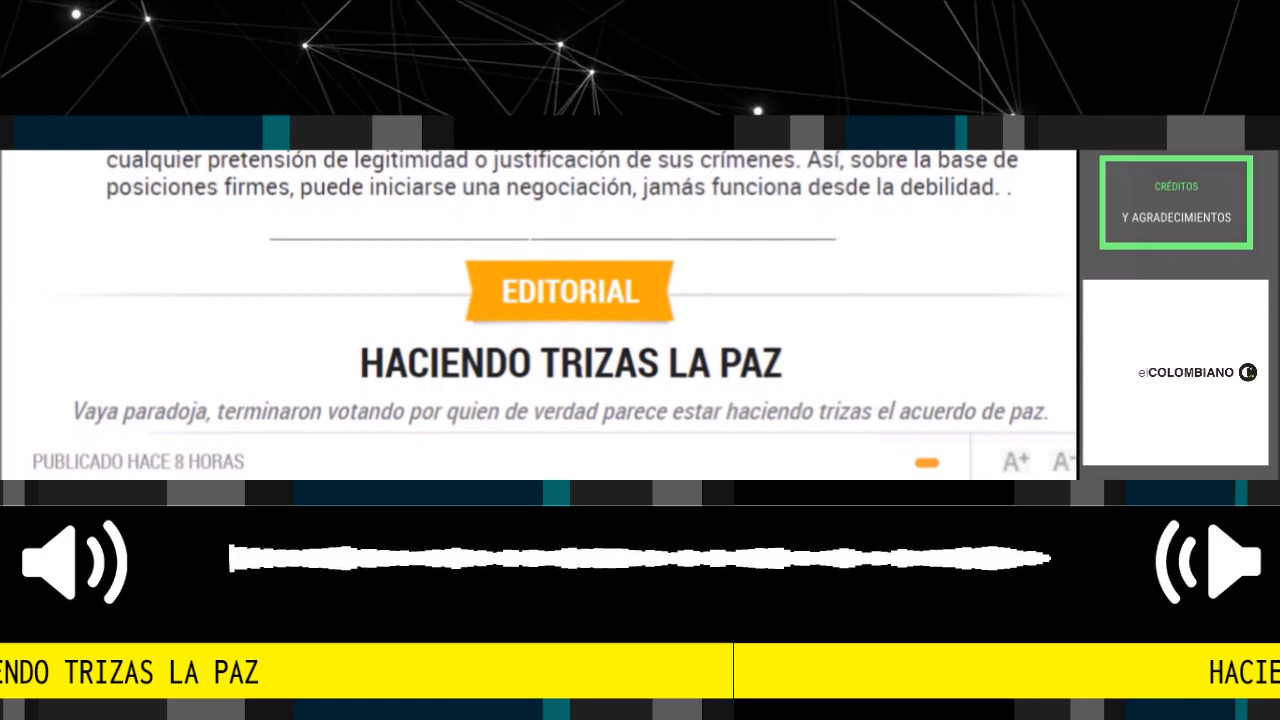 cualquier pretensión de legitimidad o justificación de sus crímenes. Así, sobre la base de
posiciones firmes, puede iniciarse una negociación, jamás funciona desde la debilidad. .
EDITORIAL
HACIENDO TRIZAS LA PAZ
Vaya paradoja, terminaron votando por quien de verdad parece estar haciendo trizas el acuerdo de paz.
PUBLICADO HACE 8 HORAS
A+ A-
CRÉDITOS
Y AGRADECIMIENTOS
elCOLOMBIANO
ENDO TRIZAS LA PAZ
HACIE